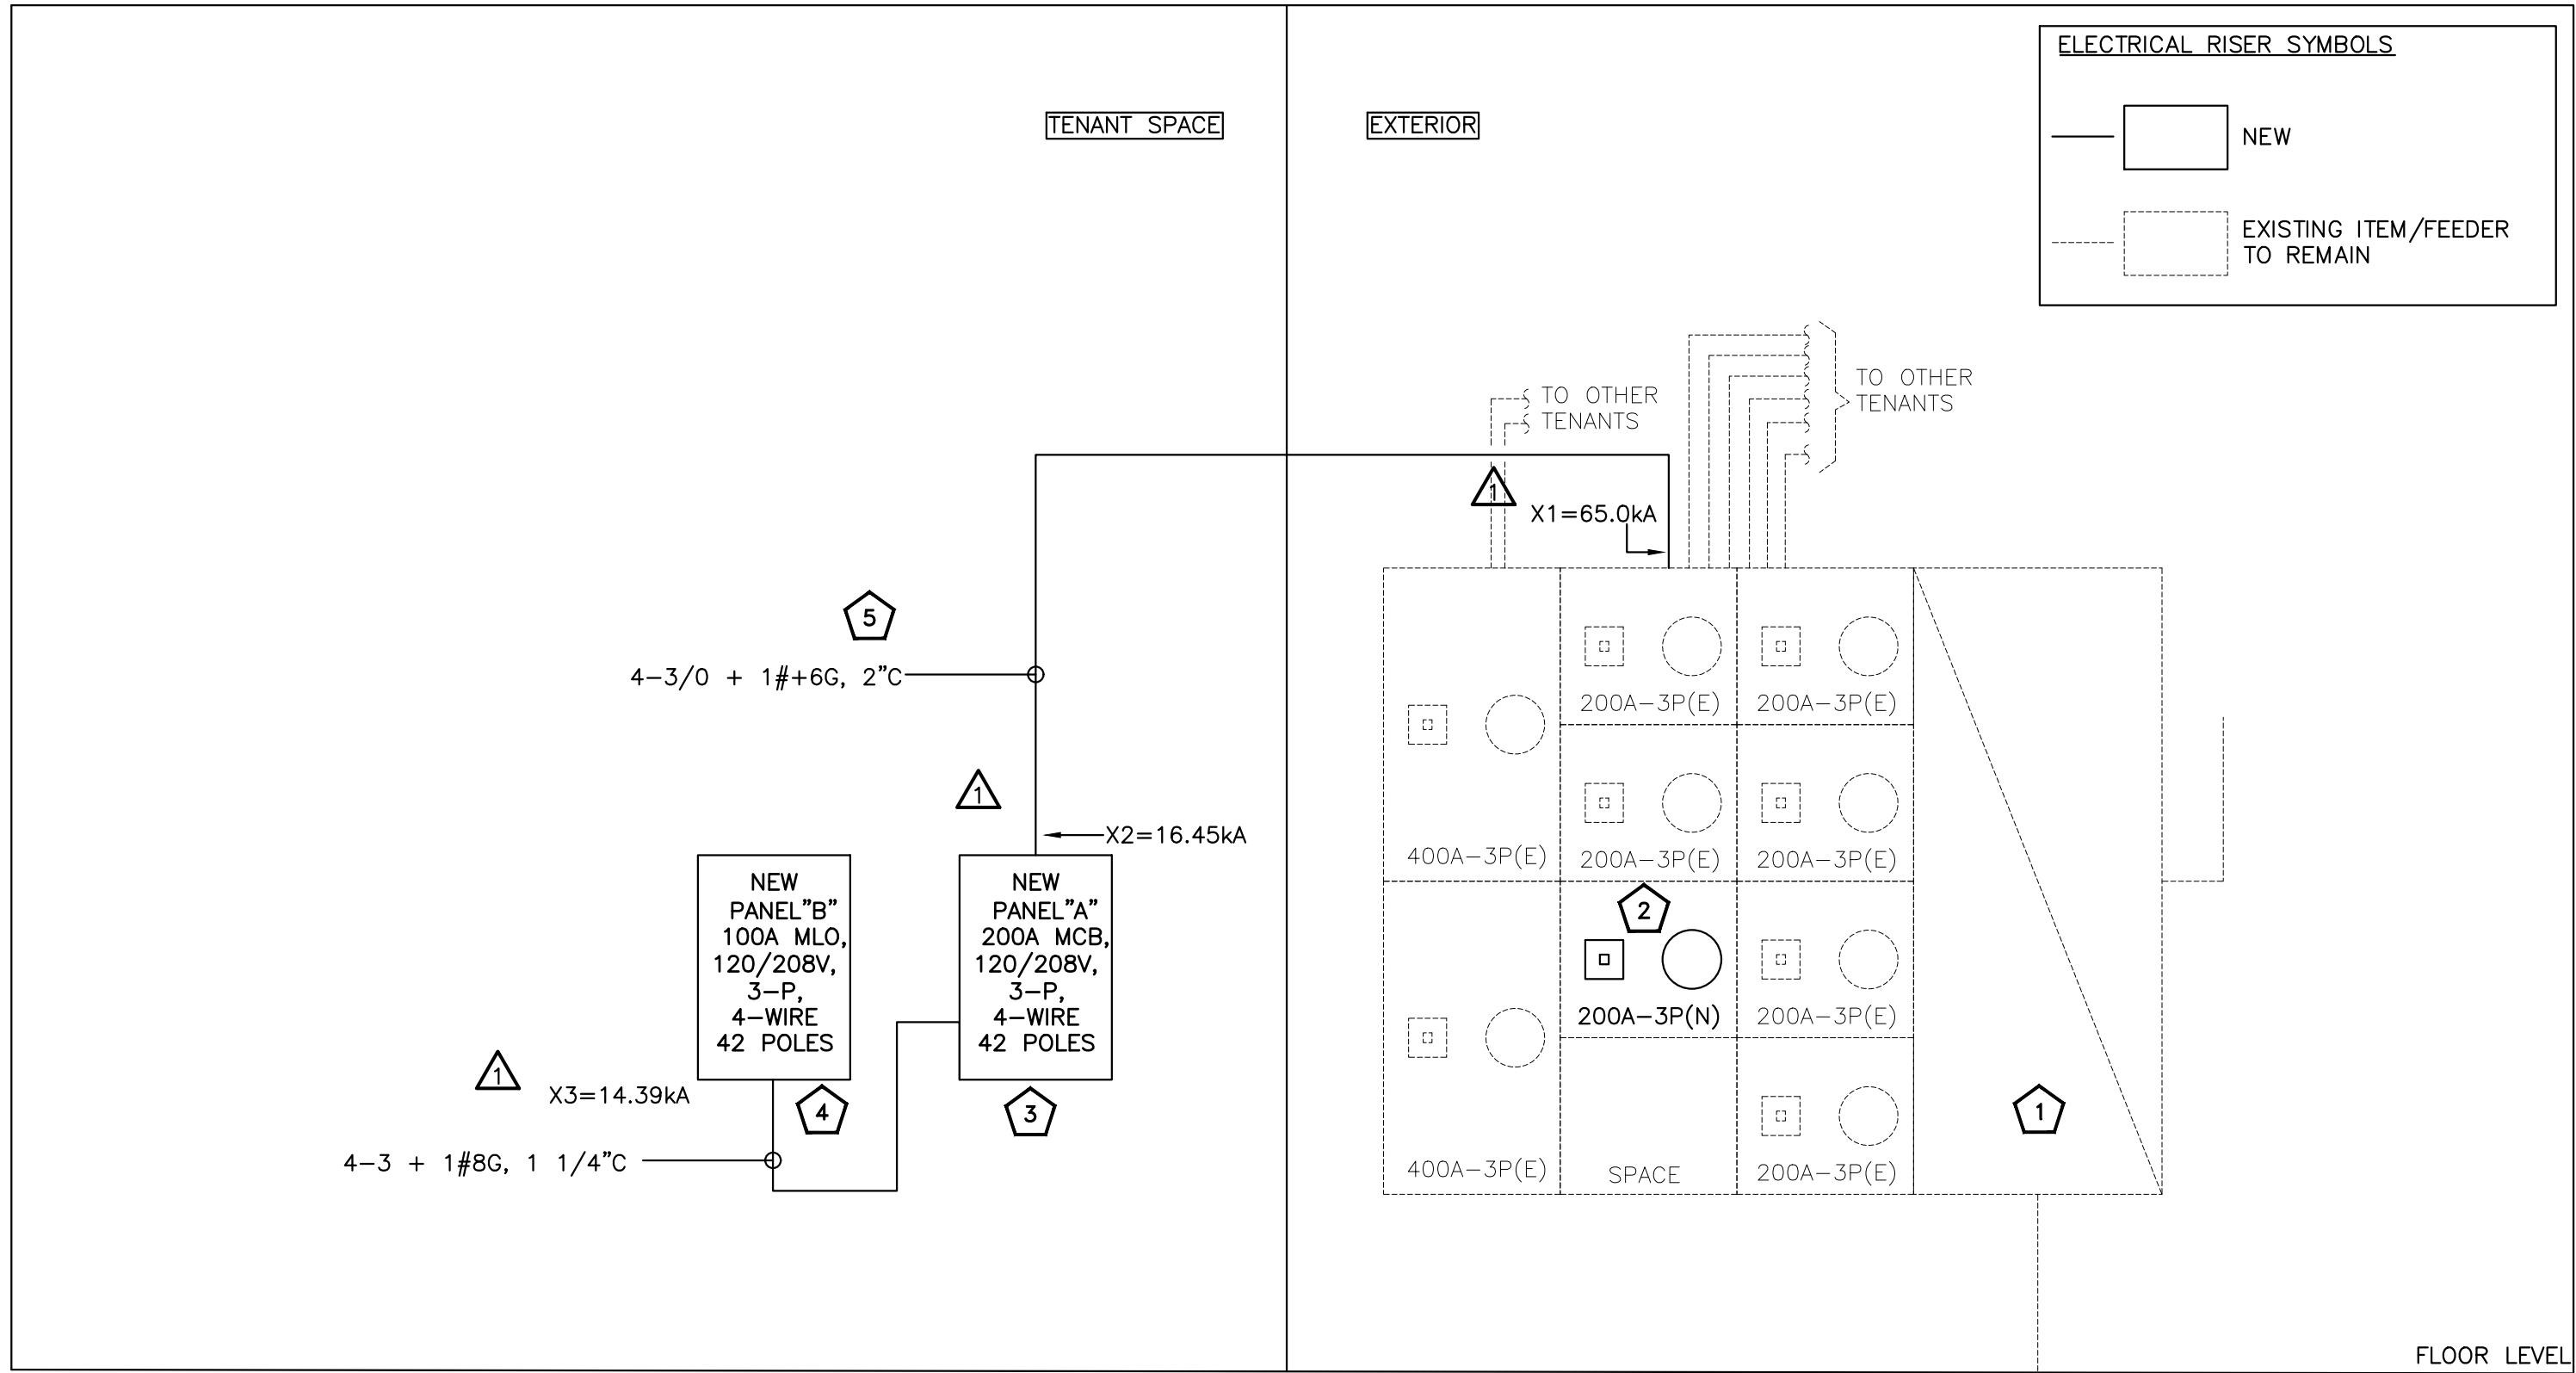 ELECTRICAL RISER SYMBOLS
NEW
EXISTING ITEM/FEEDER
TO REMAIN
TENANT SPACE
EXTERIOR
TO OTHER
TENANTS
TO OTHER
TENANTS
1
X1=65.0kA
5
4-3/0 + 1#+6G, 2"C
1
X2=16.45kA
NEW
PANEL"B"
100A MLO,
120/208V,
3-P,
4-WIRE
42 POLES
NEW
PANEL"A"
200A MCB,
120/208V,
3-P,
4-WIRE
42 POLES
1
X3=14.39kA
4
3
4-3 + 1#8G, 1 1/4"C
200A-3P(E)
200A-3P(E)
400A-3P(E)
200A-3P(E)
200A-3P(E)
2
200A-3P(N)
200A-3P(E)
1
400A-3P(E)
SPACE
200A-3P(E)
FLOOR LEVEL